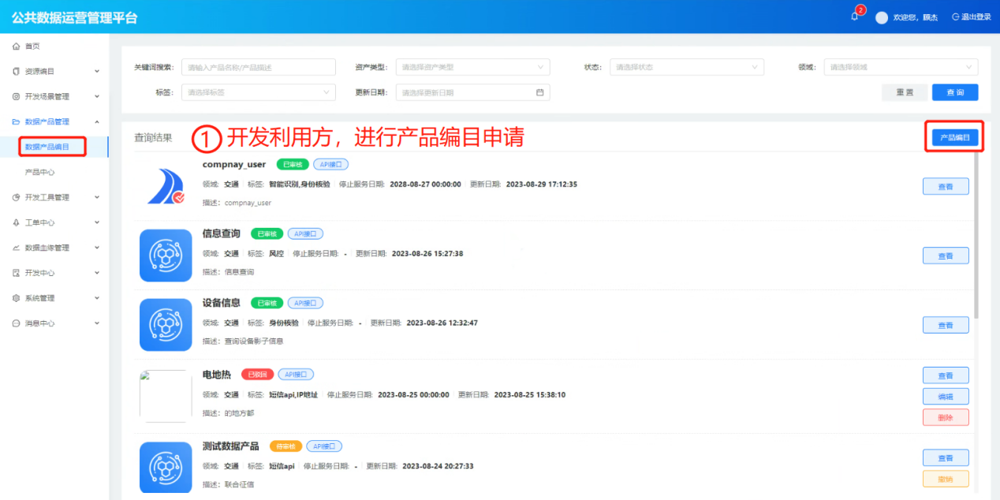 公共数据运营管理平台
2
欢迎您，顾杰
退出登录
首页
资源编目
开发场景管理
数据产品管理
数据产品编目
产品中心
开发工具管理
工单中心
数据血缘管理
开发中心
系统管理
消息中心
关键词搜索： 请输入产品名称/产品描述 资产类型： 请选择资产类型 状态： 请选择状态 领域： 请选择领域
标签： 请选择标签 更新日期： 请选择更新日期 重置 查询
查询结果 ①开发利用方，进行产品编目申请 产品编目
compnay_user 已审核 API接口
领域: 交通 标签: 智能识别,身份核验 停止服务日期: 2028-08-27 00:00:00 更新日期: 2023-08-29 17:12:35 查看
描述: compnay_user
信息查询 已审核 API接口
领域: 交通 标签: 风控 停止服务日期: - 更新日期: 2023-08-26 15:27:38 查看
描述: 信息查询
设备信息 已审核 API接口
领域: 交通 标签: 身份核验 停止服务日期: - 更新日期: 2023-08-26 12:32:47 查看
描述: 查询设备影子信息
电地热 已驳回 API接口 查看
领域: 交通 标签: 短信api,IP地址 停止服务日期: 2023-08-25 00:00:00 更新日期: 2023-08-25 15:38:10 编辑
描述: 的地方都 删除
测试数据产品 待审核 API接口 查看
领域: 交通 标签: 短信api 停止服务日期: - 更新日期: 2023-08-24 20:27:33 撤销
描述: 联合征信